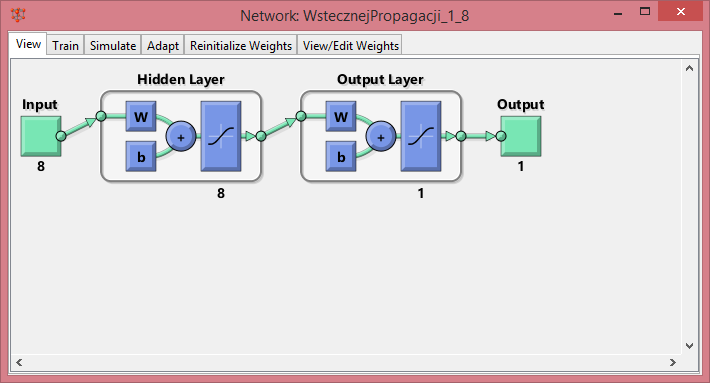 Network: WstecznejPropagacji_1_8
View Train Simulate Adapt Reinitialize Weights View/Edit Weights
Hidden Layer Output Layer
Input Output
W W
+ +
b b
8 1
8 1